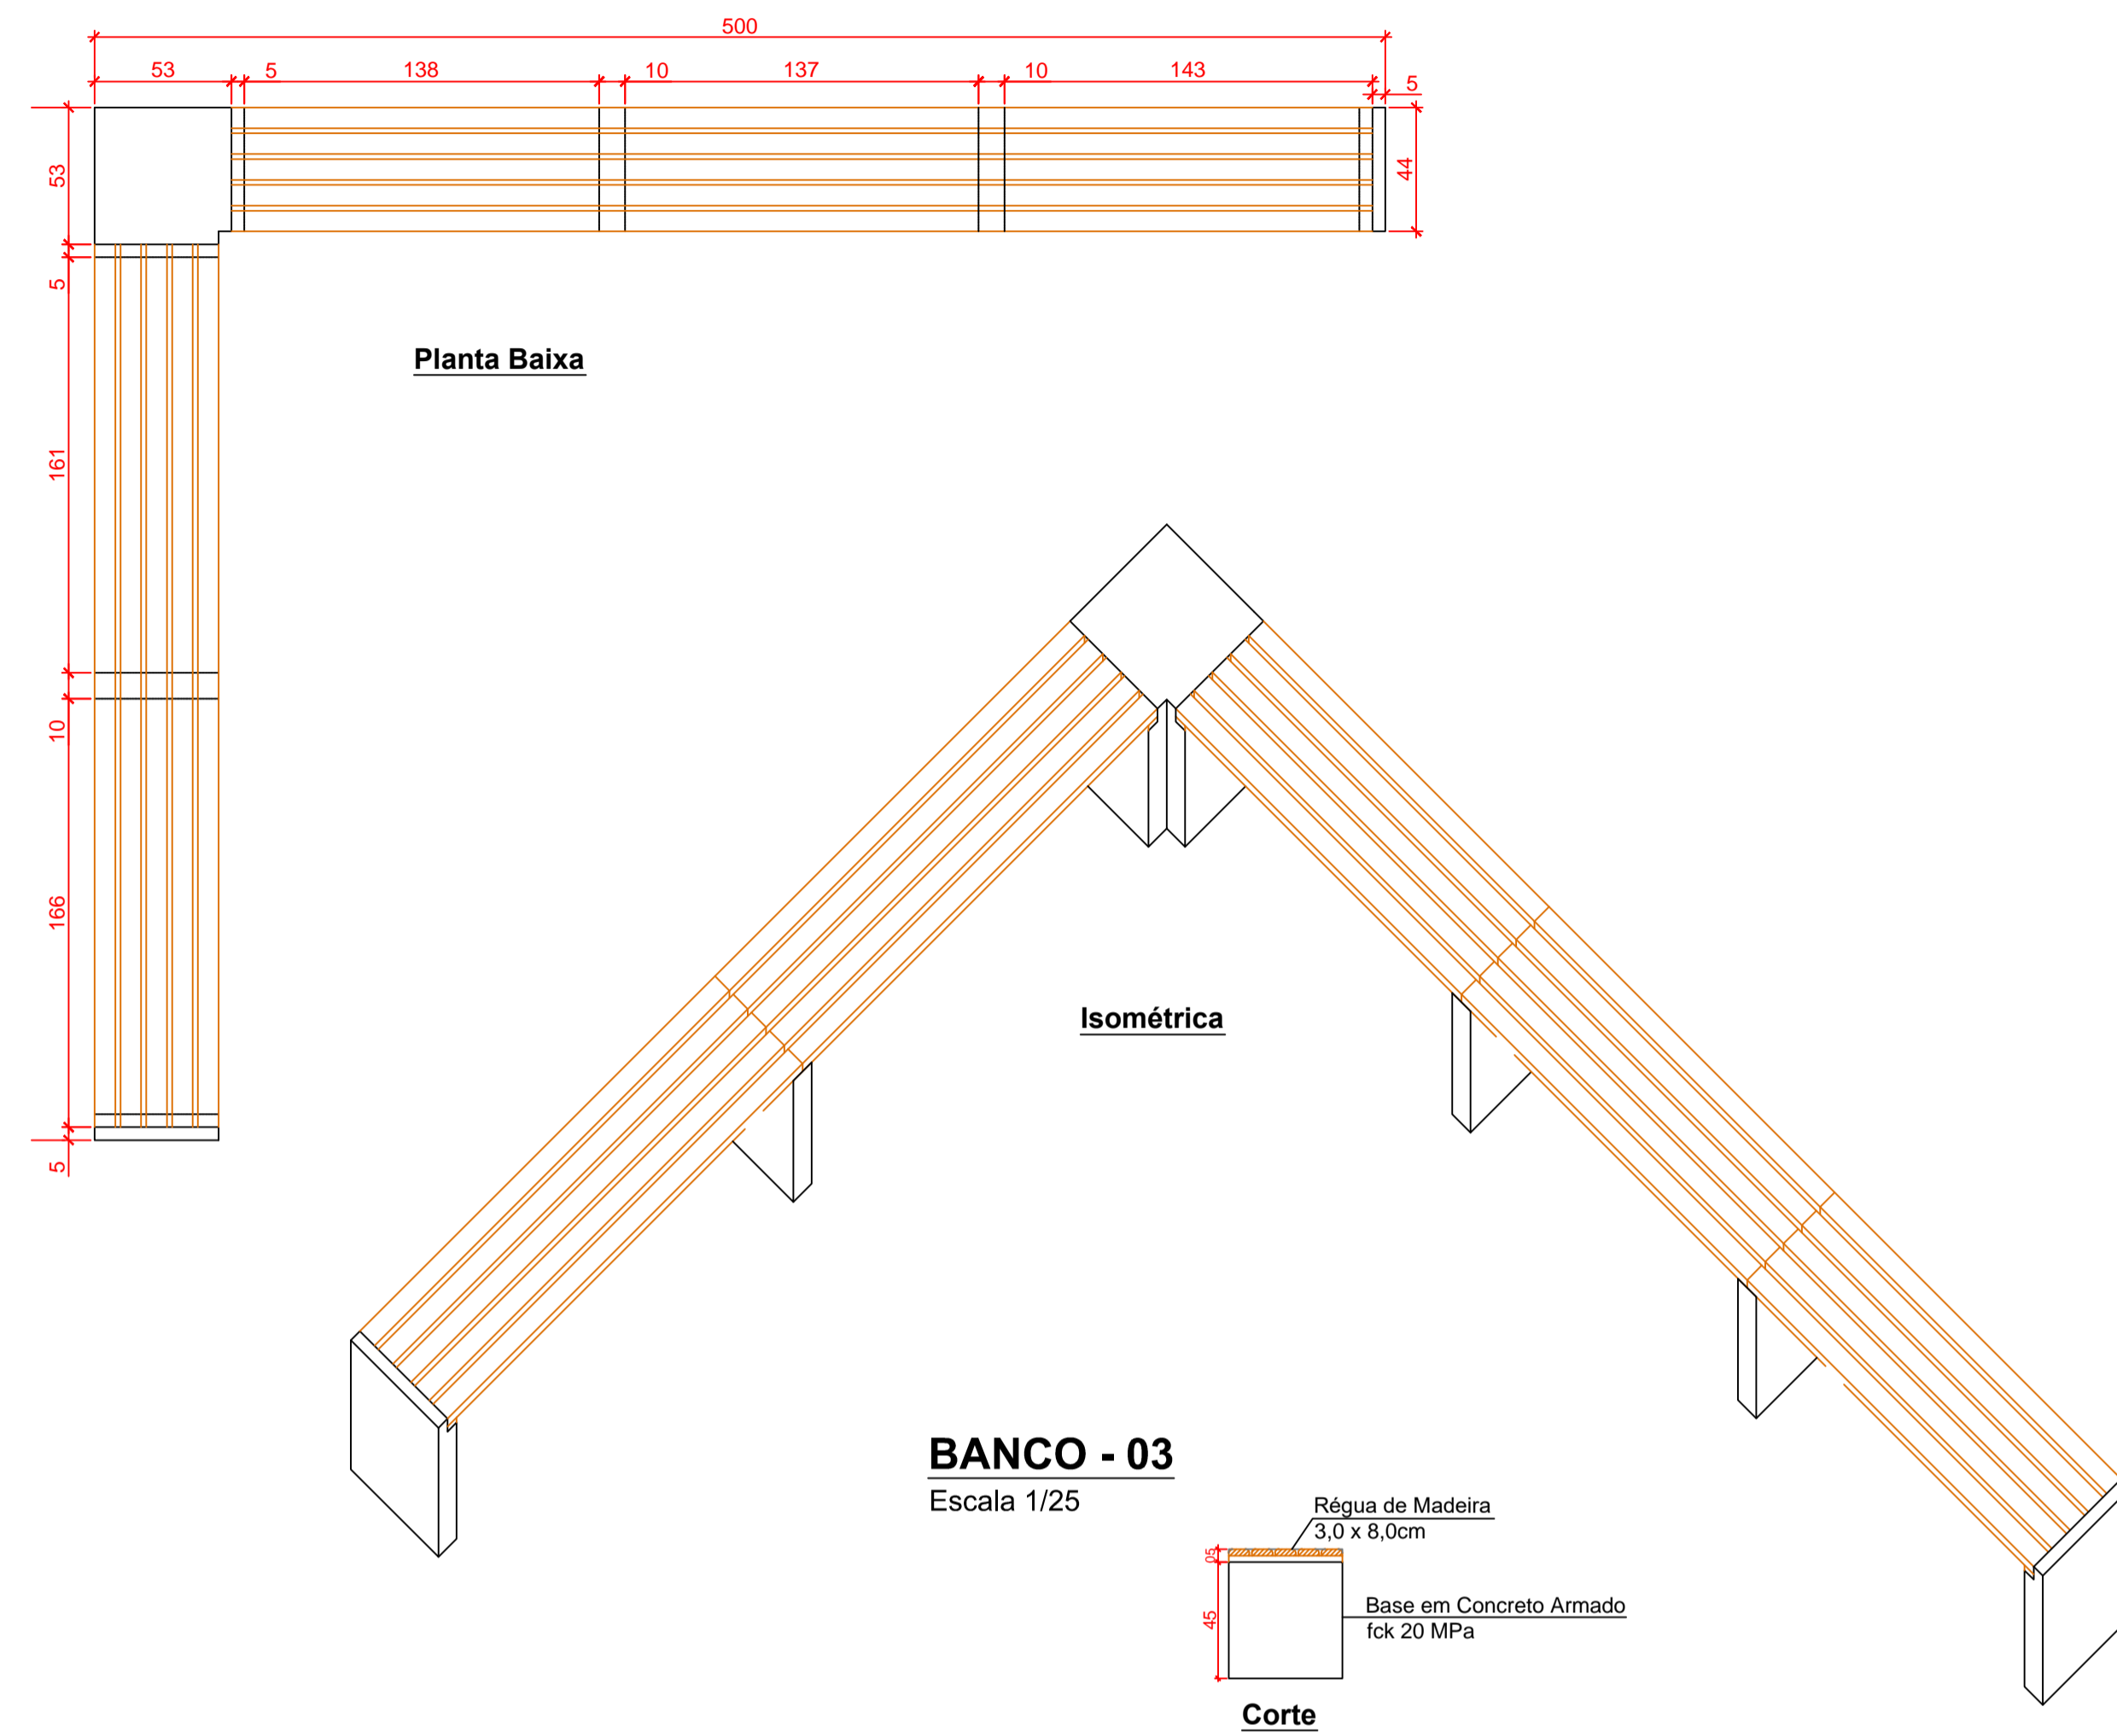 500
53 5 138 10 137 10 143 5
53
44
5
161
10
166
5
Planta Baixa
Isométrica
BANCO - 03
Escala 1/25
Régua de Madeira
3,0 x 8,0cm
05
45
Base em Concreto Armado
fck 20 MPa
Corte